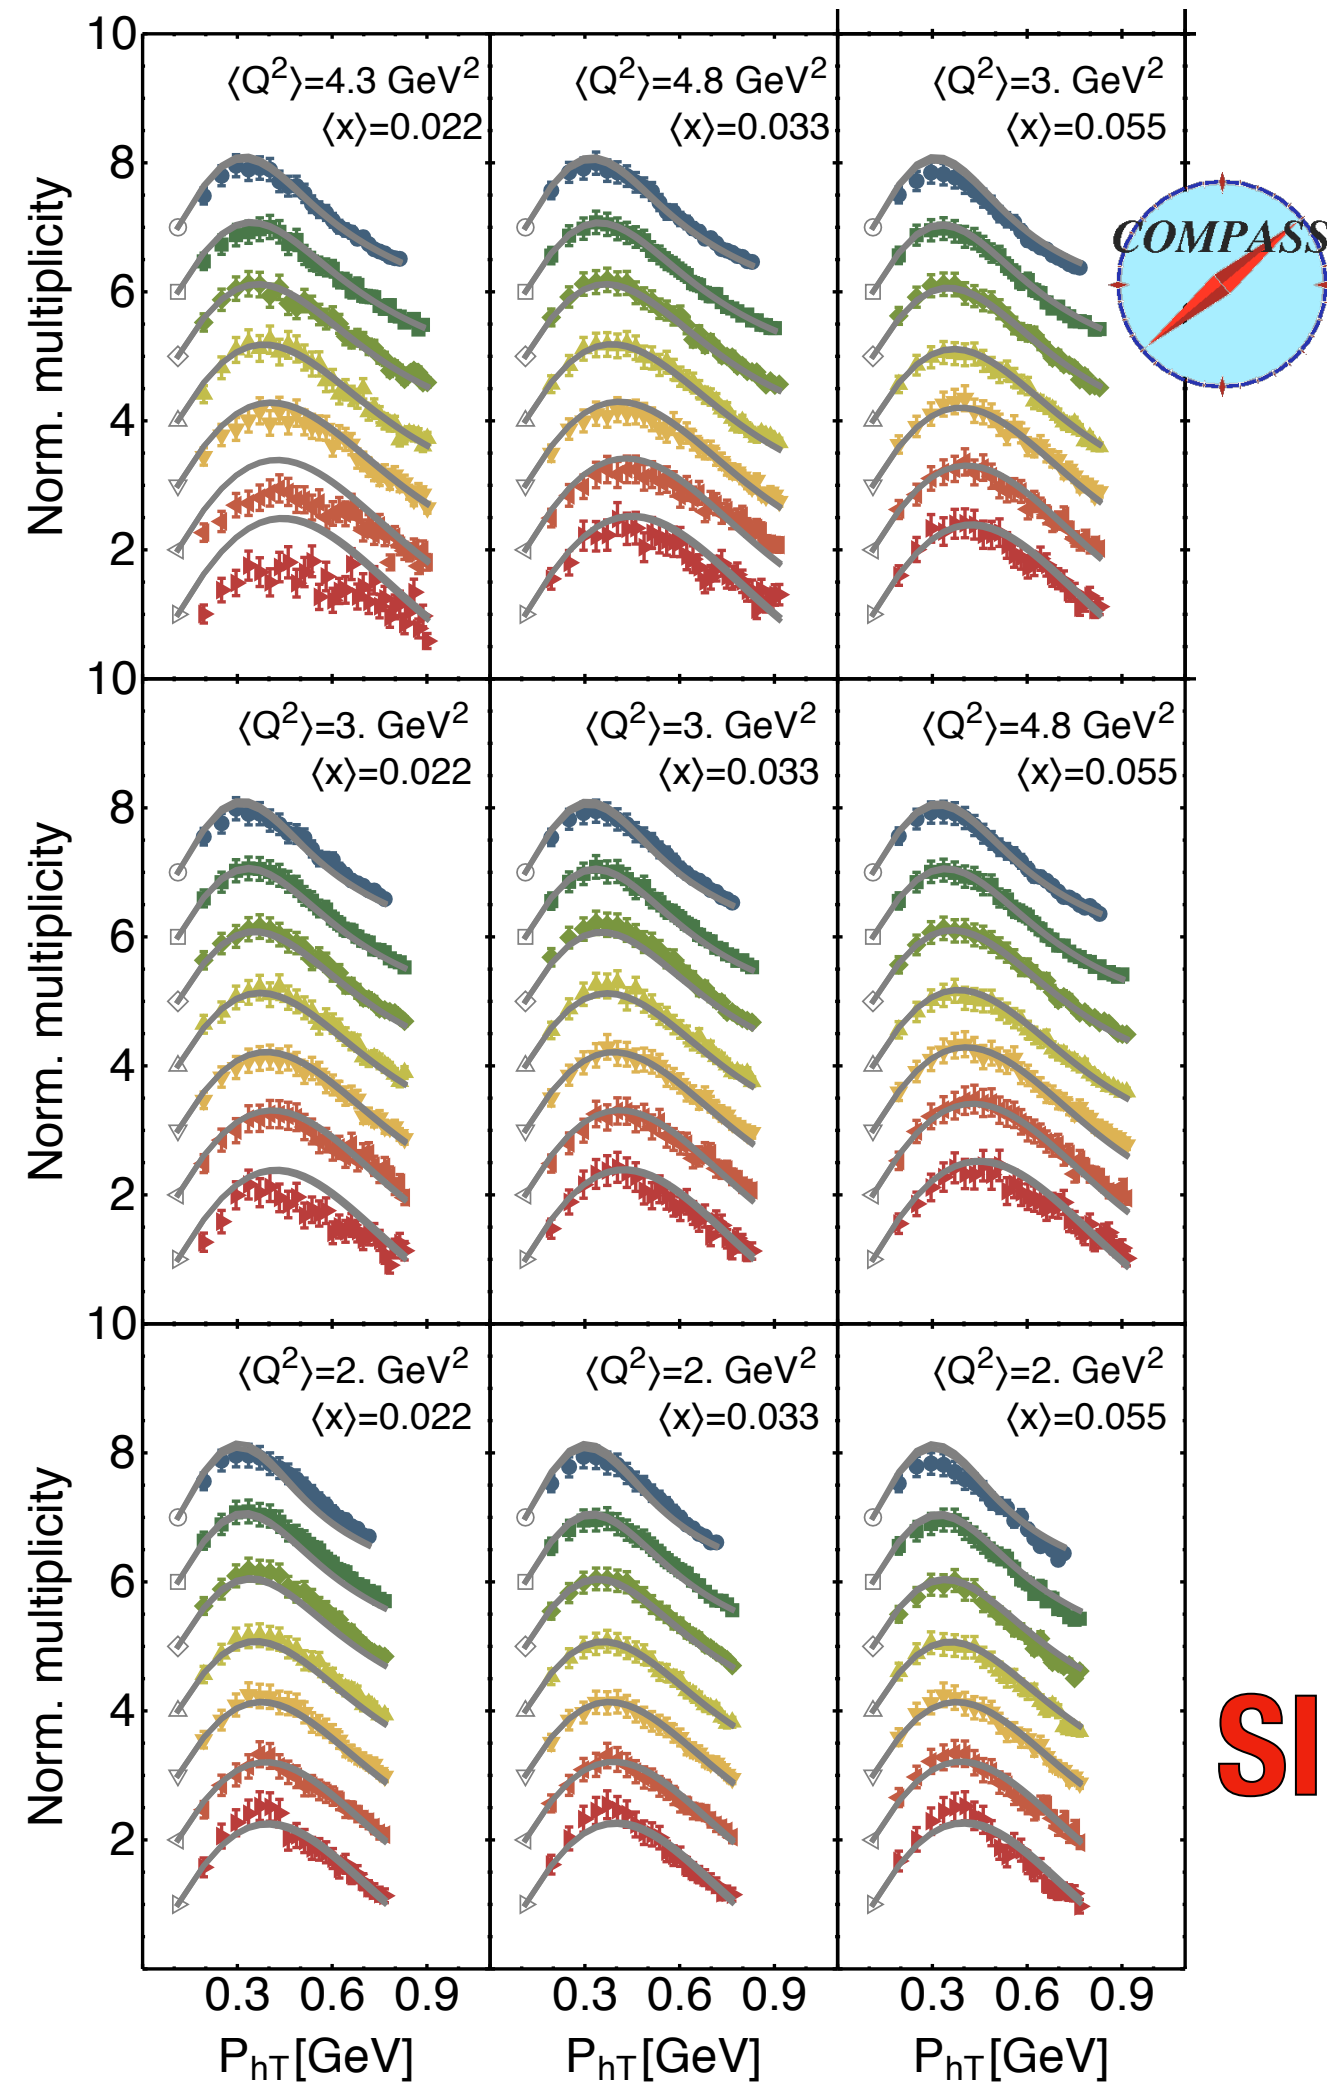 10
⟨Q²⟩=4.3 GeV² ⟨Q²⟩=4.8 GeV² ⟨Q²⟩=3. GeV²
⟨x⟩=0.022 ⟨x⟩=0.033 ⟨x⟩=0.055
8
6
4
2
Norm. multiplicity
COMPASS
10
⟨Q²⟩=3. GeV² ⟨Q²⟩=3. GeV² ⟨Q²⟩=4.8 GeV²
⟨x⟩=0.022 ⟨x⟩=0.033 ⟨x⟩=0.055
8
6
4
2
Norm. multiplicity
10
⟨Q²⟩=2. GeV² ⟨Q²⟩=2. GeV² ⟨Q²⟩=2. GeV²
⟨x⟩=0.022 ⟨x⟩=0.033 ⟨x⟩=0.055
8
6
4
2
Norm. multiplicity
SI
0.3 0.6 0.9 0.3 0.6 0.9 0.3 0.6 0.9
P_hT[GeV] P_hT[GeV] P_hT[GeV]